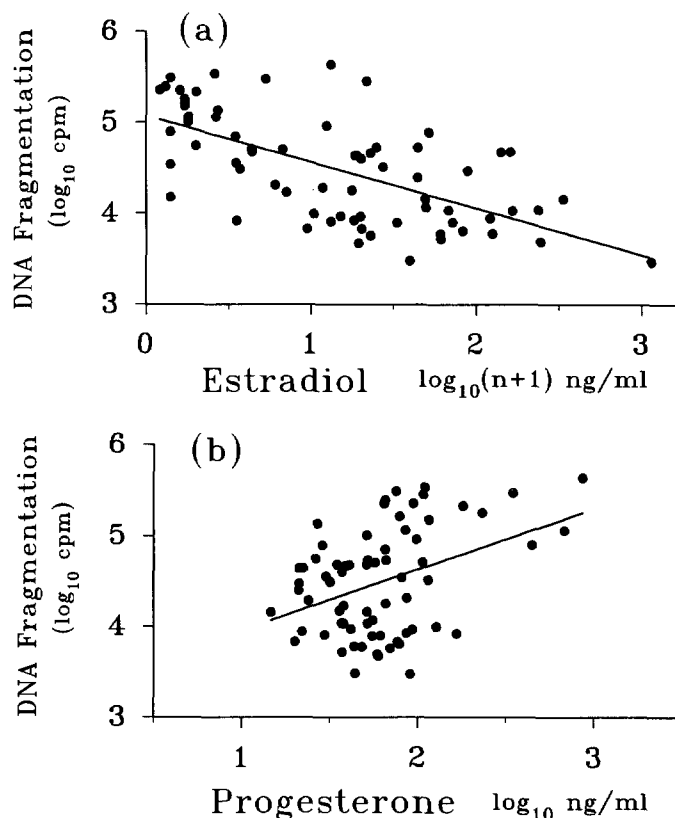 (a)
DNA Fragmentation
(log₁₀ cpm)
6
5
4
3
0
1
2
3
Estradiol log₁₀(n+1) ng/ml
(b)
DNA Fragmentation
(log₁₀ cpm)
6
5
4
3
1
2
3
Progesterone log₁₀ ng/ml